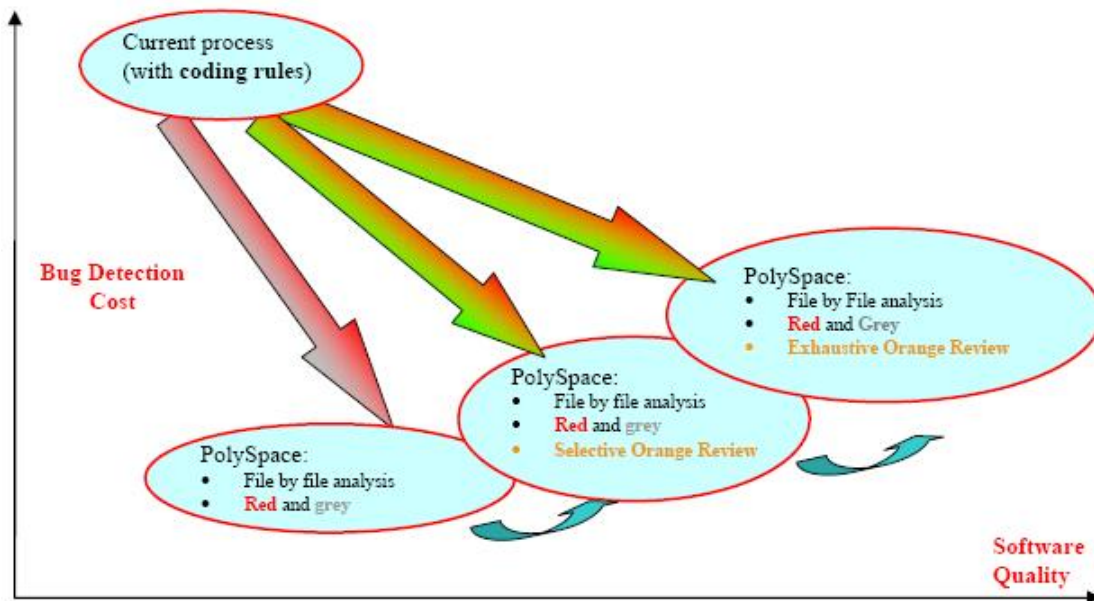 Current process
(with coding rules)
Bug Detection
Cost
PolySpace:
• File by File analysis
• Red and Grey
• Exhaustive Orange Review
PolySpace:
• File by file analysis
• Red and grey
• Selective Orange Review
PolySpace:
• File by file analysis
• Red and grey
Software
Quality